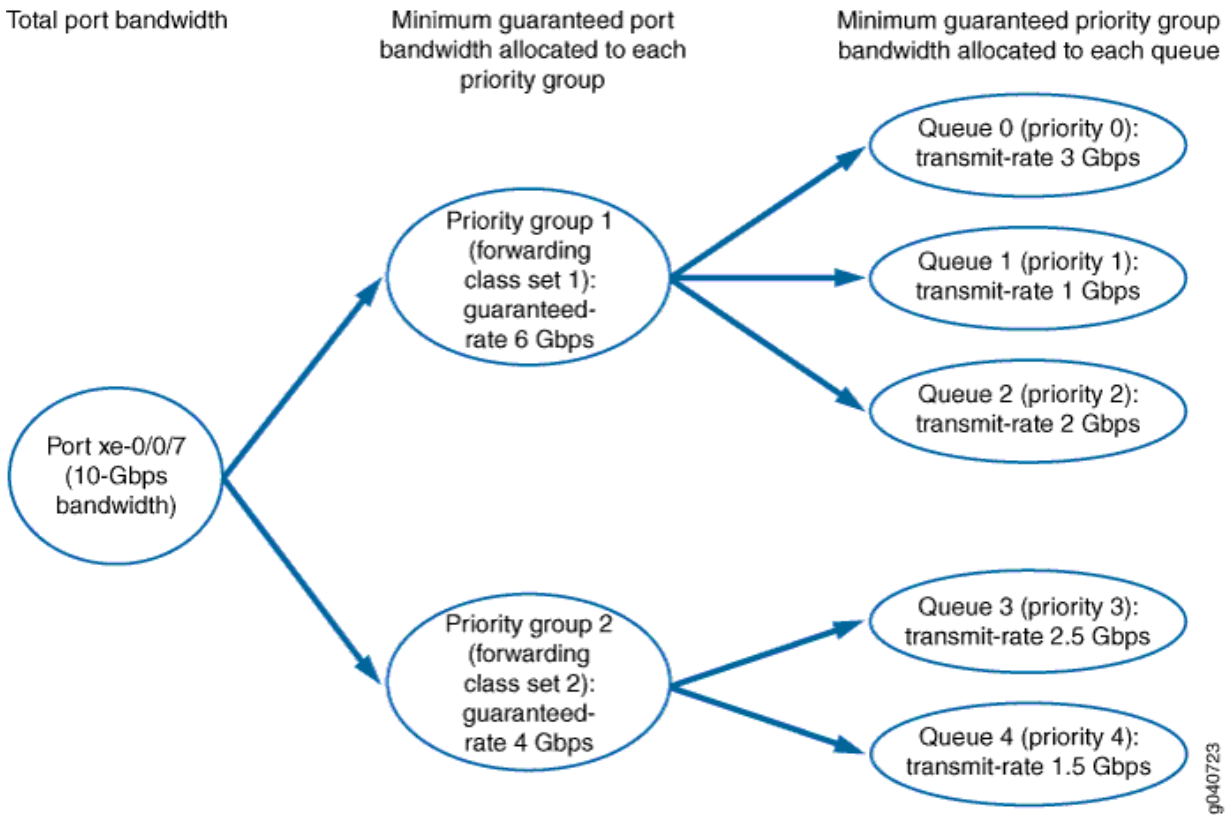 Total port bandwidth
Minimum guaranteed port
bandwidth allocated to each
priority group
Minimum guaranteed priority group
bandwidth allocated to each queue
Port xe-0/0/7
(10-Gbps
bandwidth)
Priority group 1
(forwarding
class set 1):
guaranteed-
rate 6 Gbps
Queue 0 (priority 0):
transmit-rate 3 Gbps
Queue 1 (priority 1):
transmit-rate 1 Gbps
Queue 2 (priority 2):
transmit-rate 2 Gbps
Priority group 2
(forwarding
class set 2):
guaranteed-
rate 4 Gbps
Queue 3 (priority 3):
transmit-rate 2.5 Gbps
Queue 4 (priority 4):
transmit-rate 1.5 Gbps
g040723